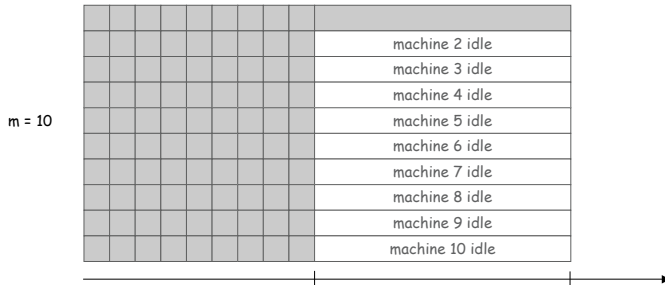 machine 2 idle
machine 3 idle
machine 4 idle
m = 10
machine 5 idle
machine 6 idle
machine 7 idle
machine 8 idle
machine 9 idle
machine 10 idle